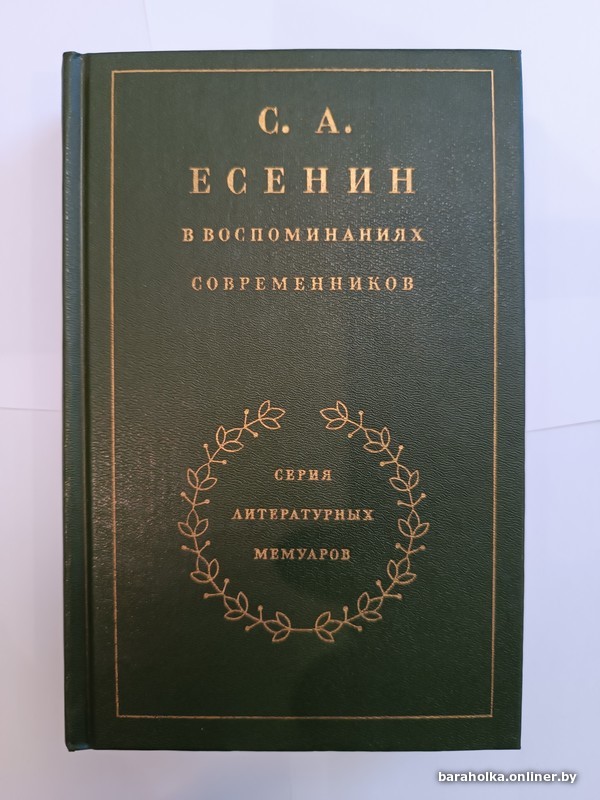 С. А.
ЕСЕНИН
В ВОСПОМИНАНИЯХ
СОВРЕМЕННИКОВ
СЕРИЯ
ЛИТЕРАТУРНЫХ
МЕМУАРОВ
baraholka.onliner.by